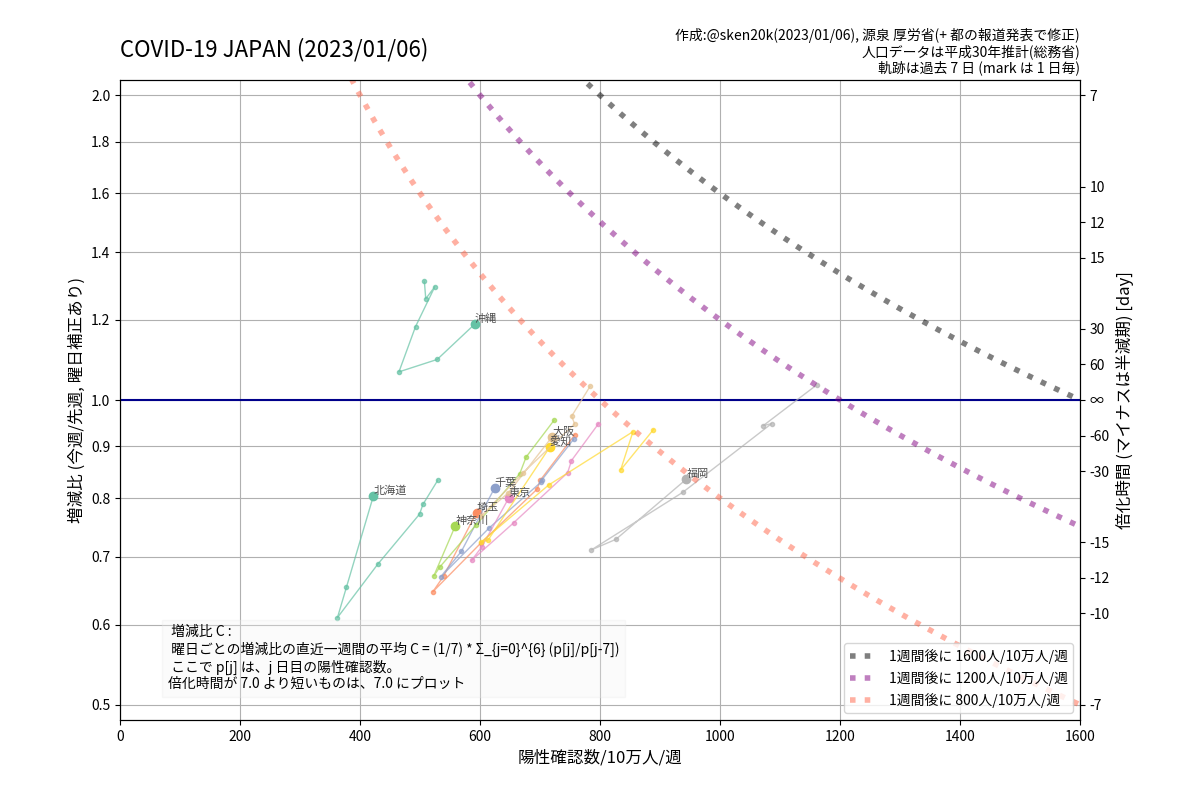 COVID-19 JAPAN (2023/01/06)
作成:@sken20k(2023/01/06), 源泉 厚労省(+ 都の報道発表で修正)
人口データは平成30年推計(総務省)
軌跡は過去 7 日 (mark は 1 日毎)
増減比 (今週/先週, 曜日補正あり)
2.0
1.8
1.6
1.4
1.2
1.0
0.9
0.8
0.7
0.6
0.5
沖縄
大阪
愛知
福岡
千葉
東京
北海道
埼玉
神奈川
7
10
12
15
30
60
∞
-60
-30
-15
-12
-10
-7
倍化時間 (マイナスは半減期) [day]
増減比 C :
曜日ごとの増減比の直近一週間の平均 C = (1/7) * Σ_{j=0}^{6} (p[j]/p[j-7])
ここで p[j] は、j 日目の陽性確認数。
倍化時間が 7.0 より短いものは、7.0 にプロット
1週間後に 1600人/10万人/週
1週間後に 1200人/10万人/週
1週間後に 800人/10万人/週
0 200 400 600 800 1000 1200 1400 1600
陽性確認数/10万人/週